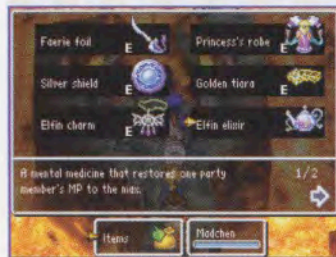 Faerie foil
E
Princess's robe
E
Silver shield
E
Golden tiara
E
Elfin charm
E
Elfin elixir
A mental medicine that restores one party
member's MP to the max.
1/2
Items
Mädchen